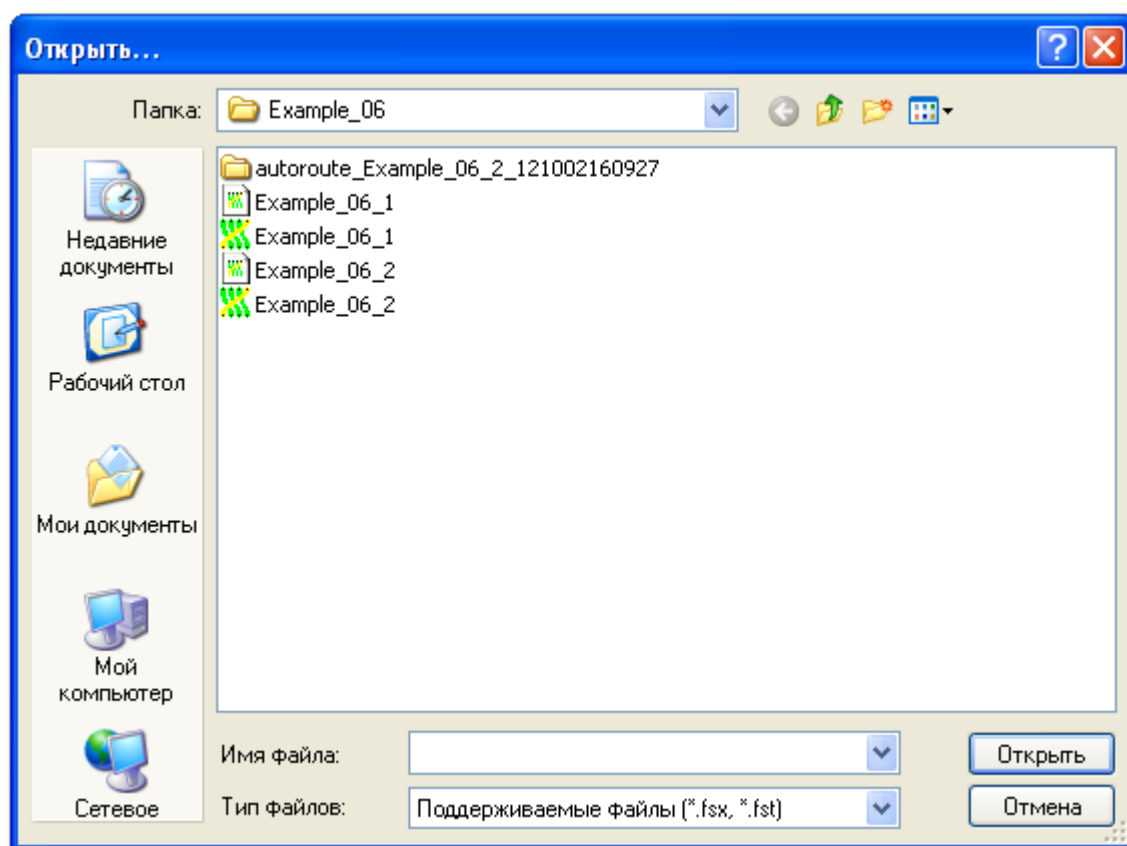 Открыть...
Папка:
Example_06
autoroute_Example_06_2_121002160927
Example_06_1
Example_06_1
Example_06_2
Example_06_2
Недавние
документы
Рабочий стол
Мои документы
Мой
компьютер
Сетевое
Имя файла:
Открыть
Тип файлов:
Поддерживаемые файлы (*.fsx, *.fst)
Отмена